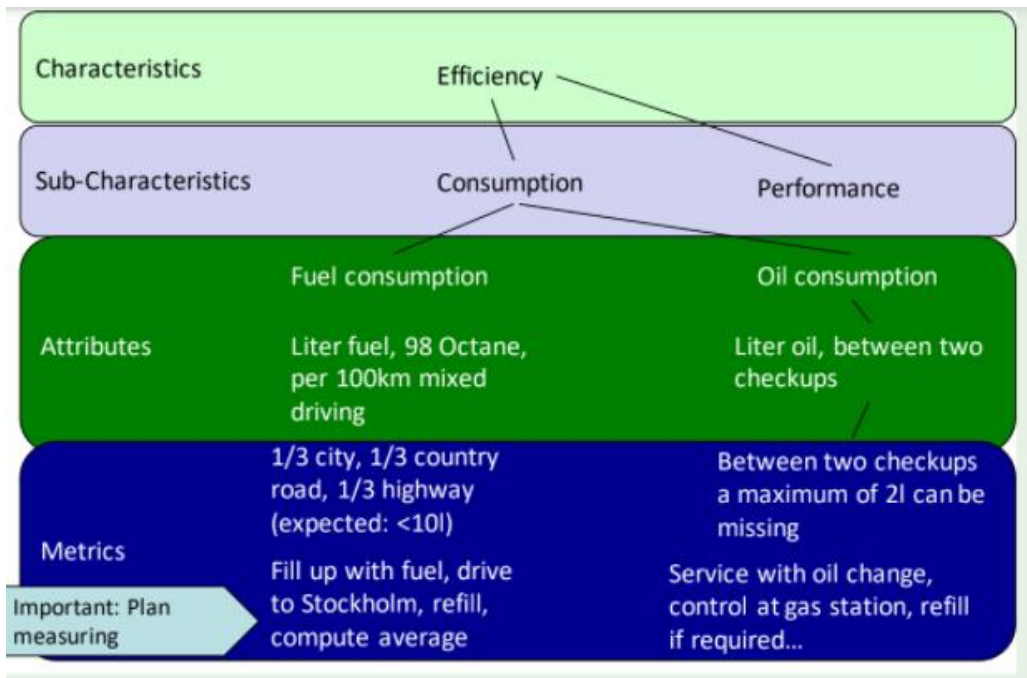 Characteristics
Efficiency
Sub-Characteristics
Consumption
Performance
Attributes
Fuel consumption
Oil consumption
Liter fuel, 98 Octane,
per 100km mixed
driving
Liter oil, between two
checkups
Metrics
1/3 city, 1/3 country
road, 1/3 highway
(expected: <10l)
Between two checkups
a maximum of 2l can be
missing
Important: Plan
measuring
Fill up with fuel, drive
to Stockholm, refill,
compute average
Service with oil change,
control at gas station, refill
if required...